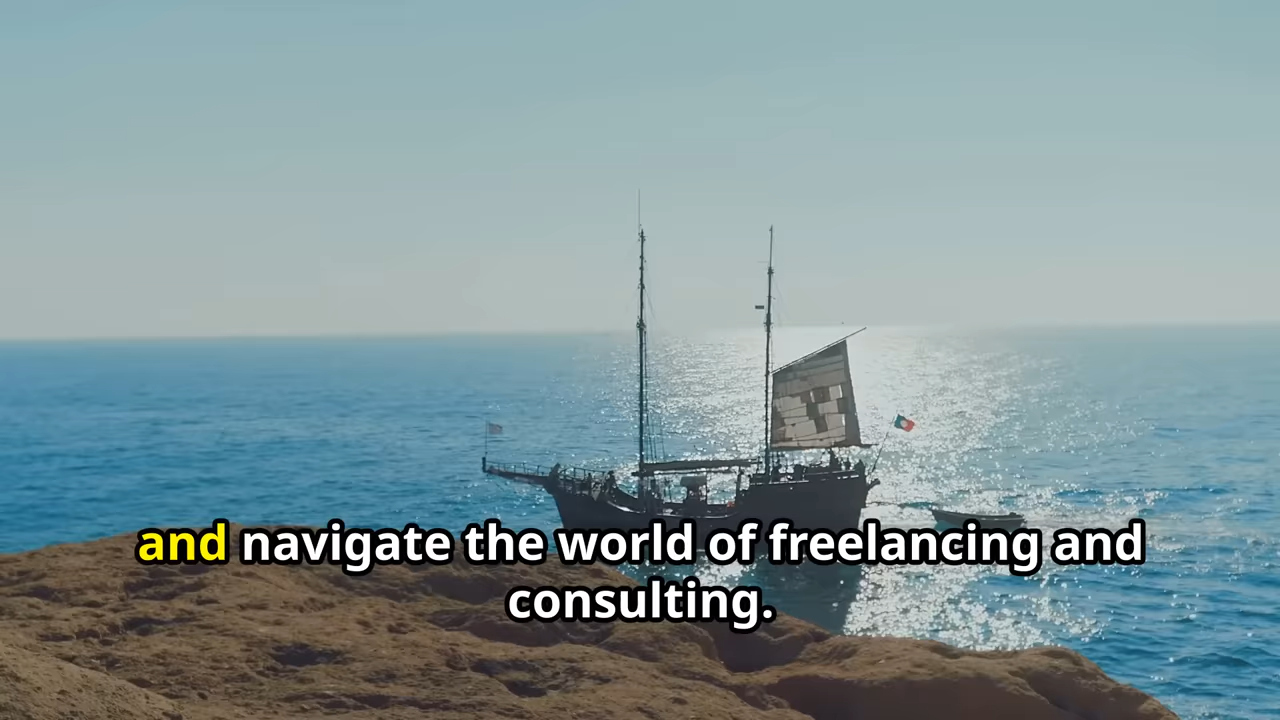 and navigate the world of freelancing and
consulting.